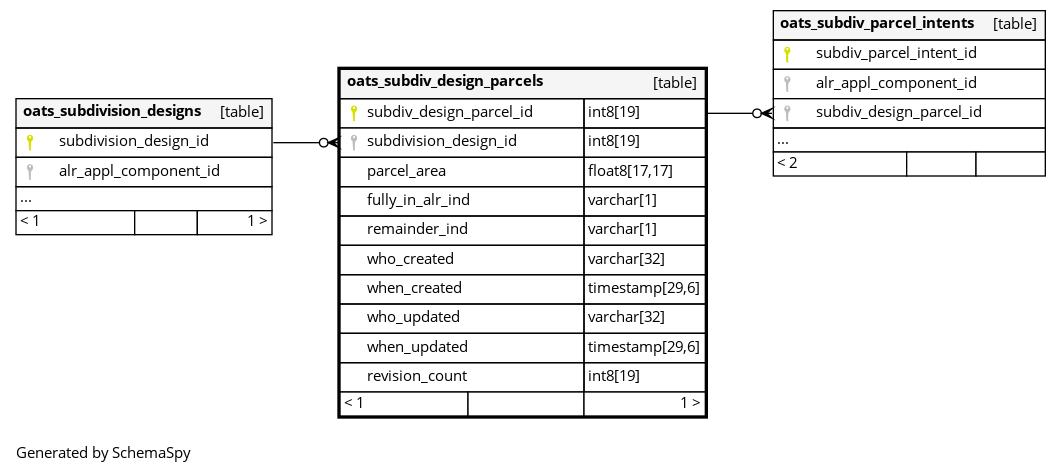 oats_subdivision_designs [table]
subdivision_design_id
alr_appl_component_id
...
< 1 1 >
oats_subdiv_design_parcels [table]
subdiv_design_parcel_id int8[19]
subdivision_design_id int8[19]
parcel_area float8[17,17]
fully_in_alr_ind varchar[1]
remainder_ind varchar[1]
who_created varchar[32]
when_created timestamp[29,6]
who_updated varchar[32]
when_updated timestamp[29,6]
revision_count int8[19]
< 1 1 >
oats_subdiv_parcel_intents [table]
subdiv_parcel_intent_id
alr_appl_component_id
subdiv_design_parcel_id
...
< 2
Generated by SchemaSpy